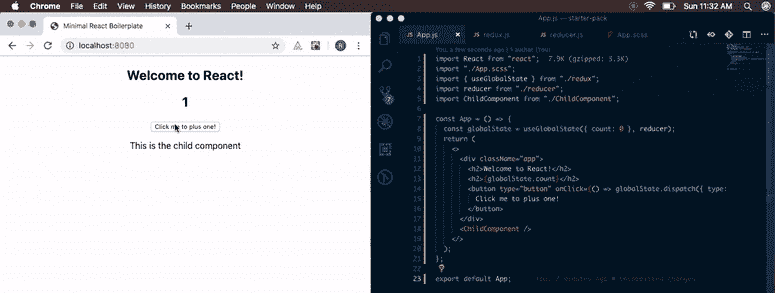 Chrome File Edit View History Bookmarks People Window Help
Sun 11:32 AM
Minimal React Boilerplate
localhost:8080
Welcome to React!
1
Click me to plus one!
This is the child component
App.js — starter-pack
App.js redux.js reducer.js App.scss
You, a few seconds ago | 1 author (You)
1 import React from "react"; 7.9K (gzipped: 3.3K)
2 import "./App.scss";
3 import { useGlobalState } from "./redux";
4 import reducer from "./reducer";
5 import ChildComponent from "./ChildComponent";
6
7 const App = () => {
8 const globalState = useGlobalState({ count: 0 }, reducer);
9 return (
10 <>
11 <div className="app">
12 <h2>Welcome to React!</h2>
13 <h2>{globalState.count}</h2>
14 <button type="button" onClick={() => globalState.dispatch({ type:
15 Click me to plus one!
16 </button>
17 </div>
18 <ChildComponent />
19 </>
20 );
21 };
22
23 export default App;